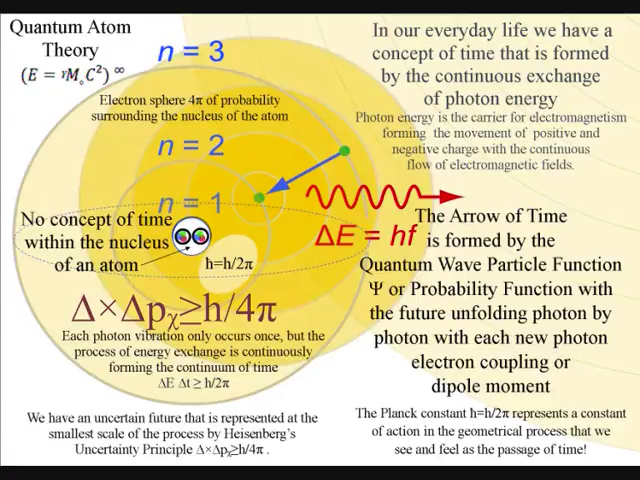 Quantum Atom
Theory
(E = γM˳C²)∞
n = 3
Electron sphere 4π of probability
surrounding the nucleus of the atom
n = 2
n = 1
No concept of time
within the nucleus
of an atom
h=h/2π
Δ×Δpᵪ≥h/4π
Each photon vibration only occurs once, but the
process of energy exchange is continuously
forming the continuum of time
ΔE Δt ≥ h/2π
We have an uncertain future that is represented at the
smallest scale of the process by Heisenberg's
Uncertainty Principle Δ×Δpᵪ≥h/4π .
In our everyday life we have a
concept of time that is formed
by the continuous exchange
of photon energy
Photon energy is the carrier for electromagnetism
forming the movement of positive and
negative charge with the continuous
flow of electromagnetic fields.
ΔE = hf
The Arrow of Time
is formed by the
Quantum Wave Particle Function
Ψ or Probability Function with
the future unfolding photon by
photon with each new photon
electron coupling or
dipole moment
The Planck constant h=h/2π represents a constant
of action in the geometrical process that we
see and feel as the passage of time!